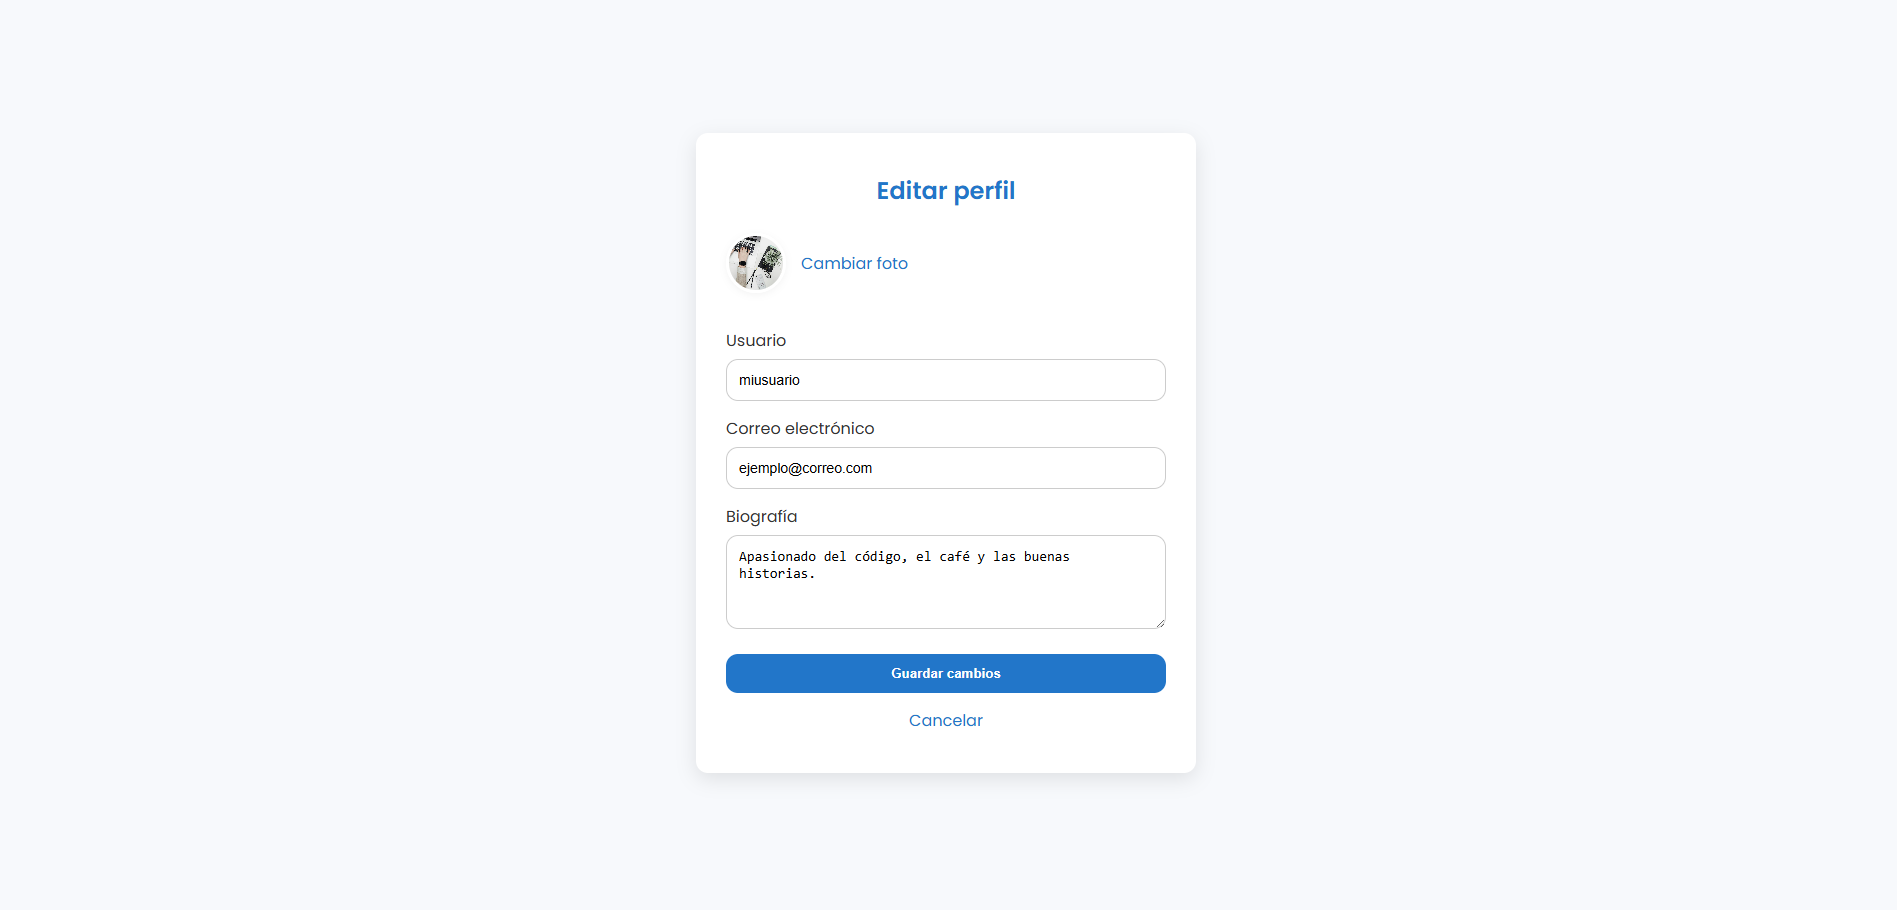 Editar perfil
Cambiar foto
Usuario
miusuario
Correo electrónico
ejemplo@correo.com
Biografía
Apasionado del código, el café y las buenas
historias.
Guardar cambios
Cancelar